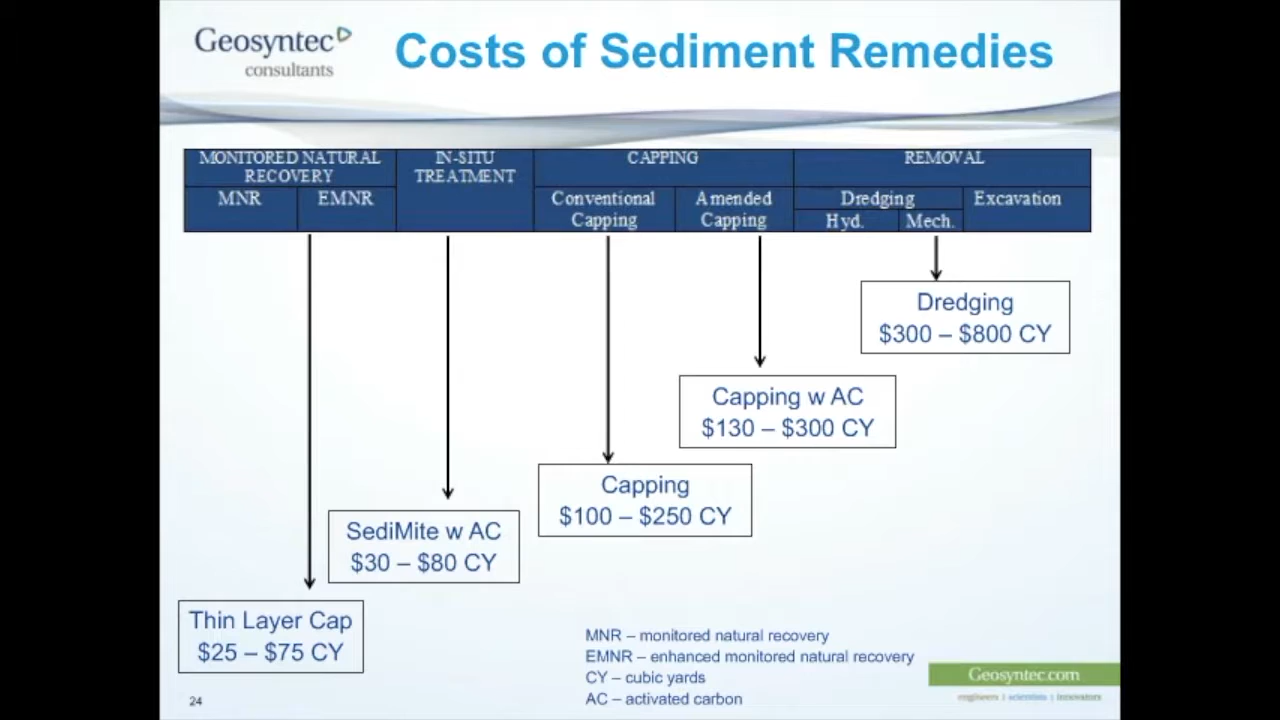 Geosyntec
consultants
Costs of Sediment Remedies
MONITORED NATURAL
RECOVERY
IN-SITU
TREATMENT
CAPPING
REMOVAL
MNR
EMNR
Conventional
Capping
Amended
Capping
Dredging
Excavation
Hyd.
Mech.
Dredging
$300 – $800 CY
Capping w AC
$130 – $300 CY
Capping
$100 – $250 CY
SediMite w AC
$30 – $80 CY
Thin Layer Cap
$25 – $75 CY
MNR – monitored natural recovery
EMNR – enhanced monitored natural recovery
CY – cubic yards
AC – activated carbon
Geosyntec.com
engineers | scientists | innovators
24